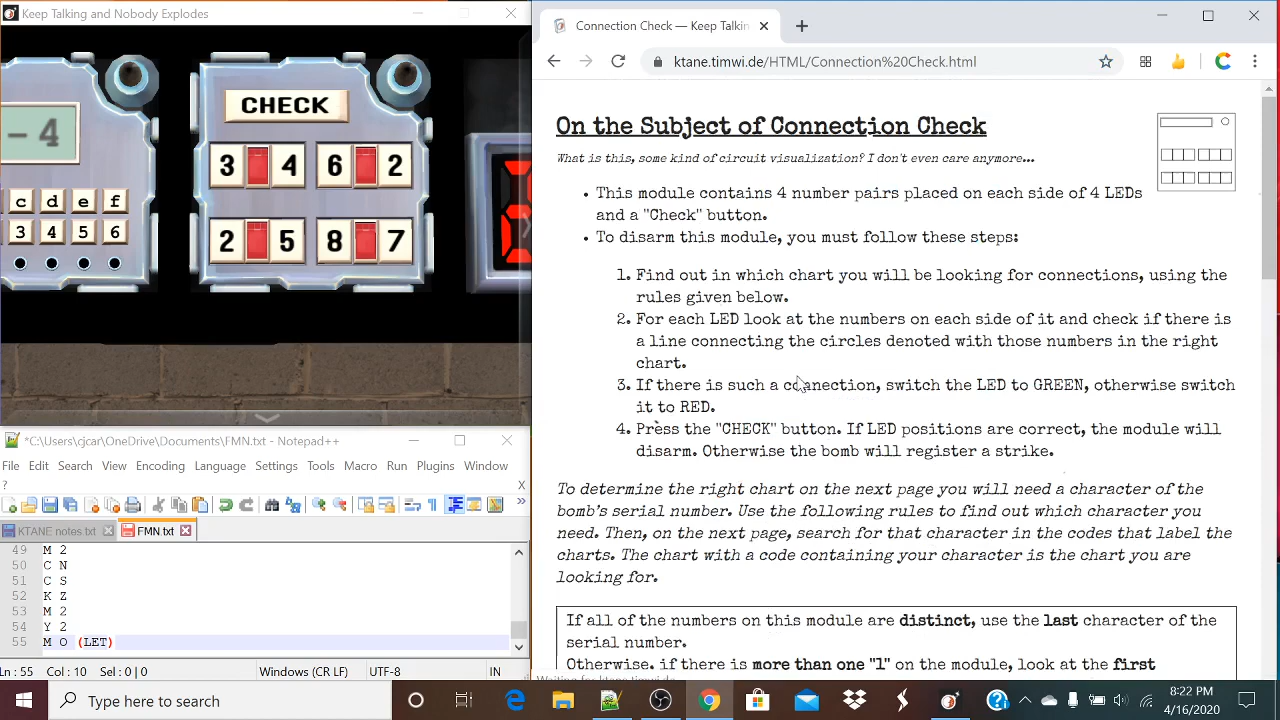 Keep Talking and Nobody Explodes
- 4
c d e f
3 4 5 6
CHECK
3 4 6 2
2 5 8 7
*C:\Users\cjcar\OneDrive\Documents\FMN.txt - Notepad++
File Edit Search View Encoding Language Settings Tools Macro Run Plugins Window
? X
KTANE notes.txt FMN.txt
49 M 2
50 C N
51 C S
52 K Z
53 M 2
54 Y 2
55 M O (LET)
Ln : 55 Col : 10 Sel : 0 | 0 Windows (CR LF) UTF-8 IN
Connection Check — Keep Talkin
ktane.timwi.de/HTML/Connection%20Check.html
On the Subject of Connection Check
What is this, some kind of circuit visualization? I don't even care anymore...
• This module contains 4 number pairs placed on each side of 4 LEDs
and a "Check" button.
• To disarm this module, you must follow these steps:
1. Find out in which chart you will be looking for connections, using the
rules given below.
2. For each LED look at the numbers on each side of it and check if there is
a line connecting the circles denoted with those numbers in the right
chart.
3. If there is such a connection, switch the LED to GREEN, otherwise switch
it to RED.
4. Press the "CHECK" button. If LED positions are correct, the module will
disarm. Otherwise the bomb will register a strike.
To determine the right chart on the next page you will need a character of the
bomb's serial number. Use the following rules to find out which character you
need. Then, on the next page, search for that character in the codes that label the
charts. The chart with a code containing your character is the chart you are
looking for.
If all of the numbers on this module are distinct, use the last character of the
serial number.
Otherwise, if there is more than one "1" on the module, look at the first
Waiting for ktane.timwi.de...
Type here to search
8:22 PM
4/16/2020